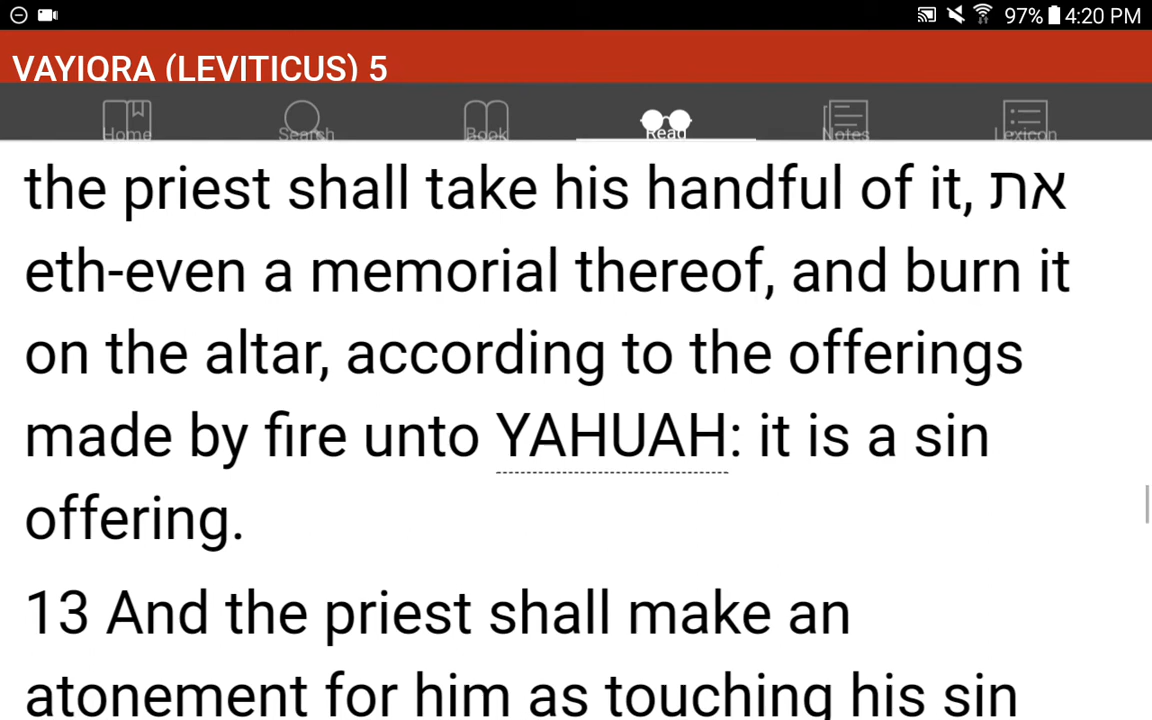 97% 4:20 PM
VAYIQRA (LEVITICUS) 5
Home Search Book Read Notes Lexicon
the priest shall take his handful of it, את
eth-even a memorial thereof, and burn it
on the altar, according to the offerings
made by fire unto YAHUAH: it is a sin
offering.
13 And the priest shall make an
atonement for him as touching his sin